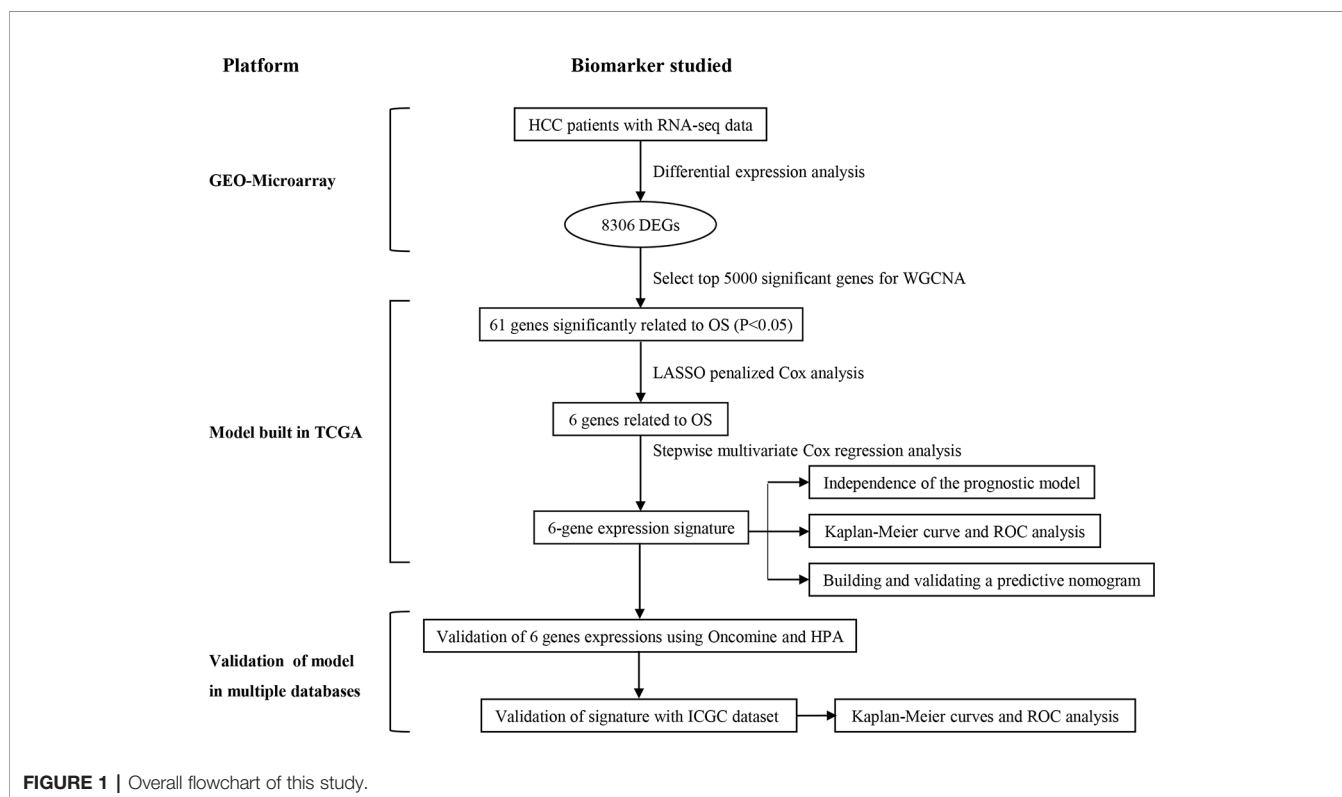 Platform
Biomarker studied
HCC patients with RNA-seq data
Differential expression analysis
GEO-Microarray
8306 DEGs
Select top 5000 significant genes for WGCNA
61 genes significantly related to OS (P<0.05)
LASSO penalized Cox analysis
6 genes related to OS
Model built in TCGA
Stepwise multivariate Cox regression analysis
Independence of the prognostic model
6-gene expression signature
Kaplan-Meier curve and ROC analysis
Building and validating a predictive nomogram
Validation of 6 genes expressions using Oncomine and HPA
Validation of model
in multiple databases
Validation of signature with ICGC dataset
Kaplan-Meier curves and ROC analysis
FIGURE 1 | Overall flowchart of this study.